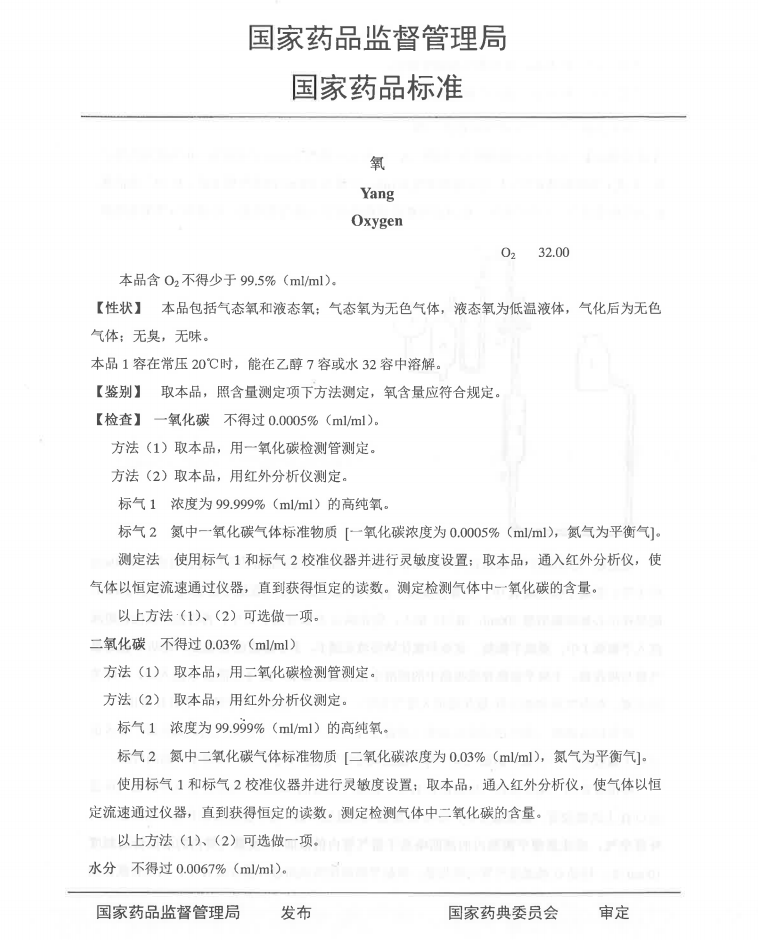 国家药品监督管理局
国家药品标准
氧
Yang
Oxygen
O₂ 32.00
本品含 O₂不得少于 99.5%（ml/ml）。
【性状】 本品包括气态氧和液态氧；气态氧为无色气体，液态氧为低温液体，气化后为无色
气体；无臭，无味。
本品 1 容在常压 20℃时，能在乙醇 7 容或水 32 容中溶解。
【鉴别】 取本品，照含量测定项下方法测定，氧含量应符合规定。
【检查】 一氧化碳 不得过 0.0005%（ml/ml）。
方法（1）取本品，用一氧化碳检测管测定。
方法（2）取本品，用红外分析仪测定。
标气 1 浓度为 99.999%（ml/ml）的高纯氧。
标气 2 氮中一氧化碳气体标准物质 [一氧化碳浓度为 0.0005%（ml/ml），氮气为平衡气]。
测定法 使用标气 1 和标气 2 校准仪器并进行灵敏度设置；取本品，通入红外分析仪，使
气体以恒定流速通过仪器，直到获得恒定的读数。测定检测气体中一氧化碳的含量。
以上方法（1）、（2）可选做一项。
二氧化碳 不得过 0.03%（ml/ml）
方法（1） 取本品，用二氧化碳检测管测定。
方法（2） 取本品，用红外分析仪测定。
标气 1 浓度为 99.999%（ml/ml）的高纯氧。
标气 2 氮中二氧化碳气体标准物质 [二氧化碳浓度为 0.03%（ml/ml），氮气为平衡气]。
使用标气 1 和标气 2 校准仪器并进行灵敏度设置；取本品，通入红外分析仪，使气体以恒
定流速通过仪器，直到获得恒定的读数。测定检测气体中二氧化碳的含量。
以上方法（1）、（2）可选做一项。
水分 不得过 0.0067%（ml/ml）。
国家药品监督管理局 发布 国家药典委员会 审定